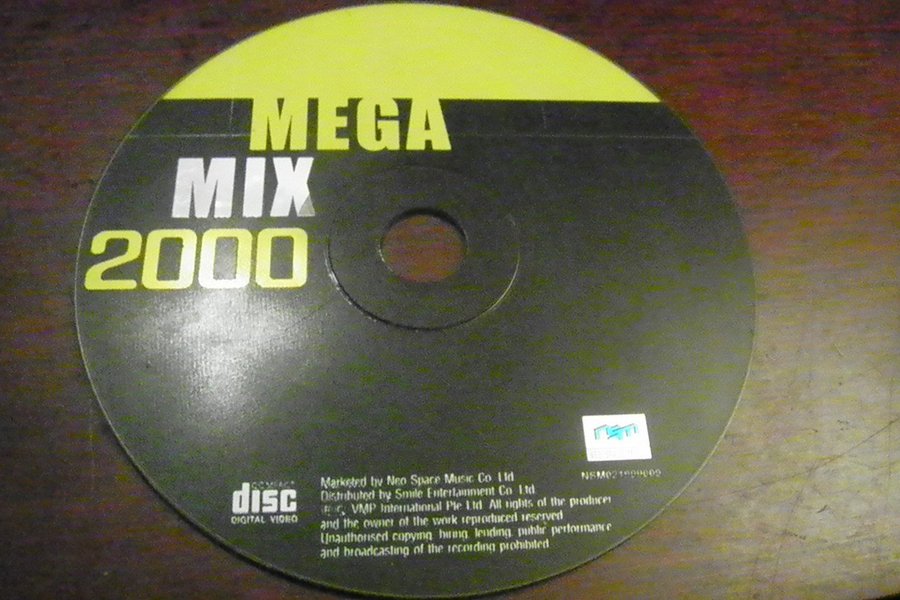 MEGA
MIX
2000
nsm
COMPACT
disc
DIGITAL VIDEO
Marketed by Neo Space Music Co Ltd
Distributed by Smile Entertainment Co Ltd
VMP International Pte Ltd. All rights of the producer
and the owner of the work reproduced reserved
Unauthorised copying, hiring, lending, public performance
and broadcasting of the recording prohibited